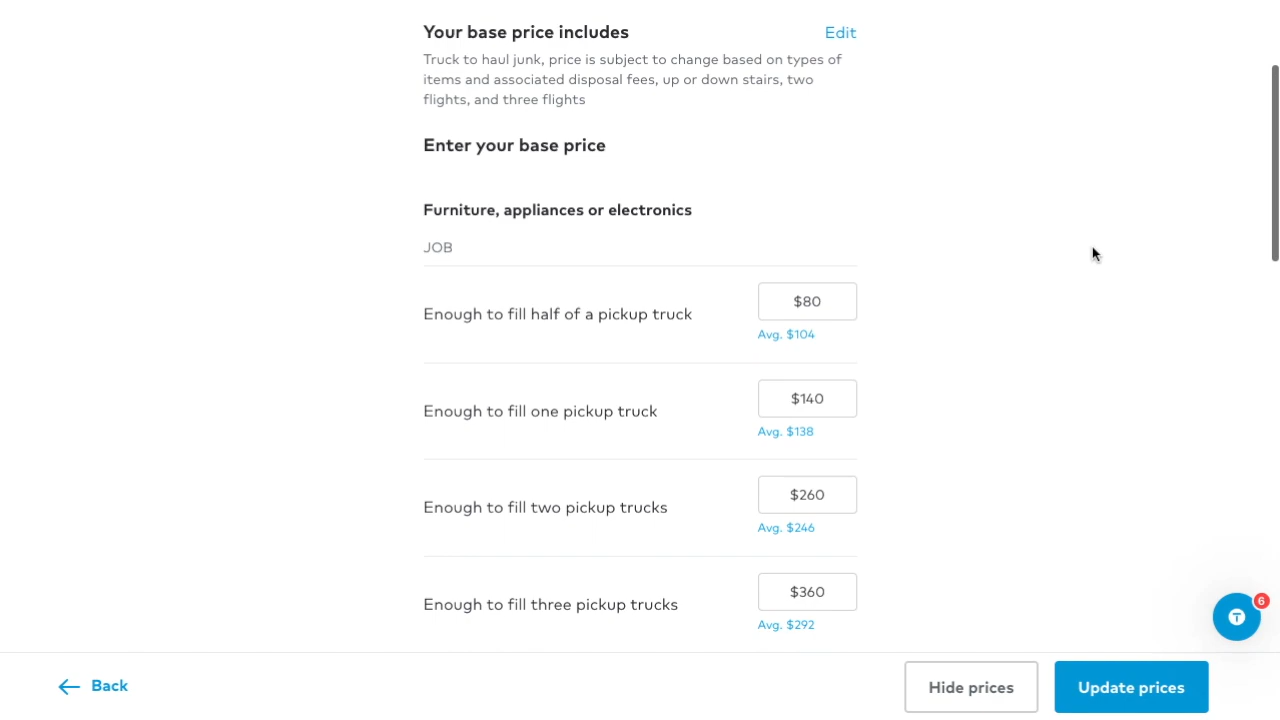 Your base price includes
Edit
Truck to haul junk, price is subject to change based on types of
items and associated disposal fees, up or down stairs, two
flights, and three flights
Enter your base price
Furniture, appliances or electronics
JOB
Enough to fill half of a pickup truck
$80
Avg. $104
Enough to fill one pickup truck
$140
Avg. $138
Enough to fill two pickup trucks
$260
Avg. $246
Enough to fill three pickup trucks
$360
Avg. $292
6
T
Back
Hide prices
Update prices